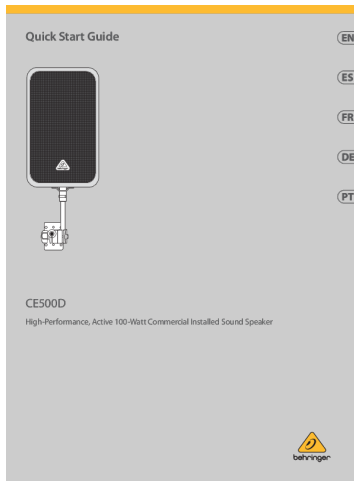 Quick Start Guide
EN
ES
FR
DE
PT
CE500D
High-Performance, Active 100-Watt Commercial Installed Sound Speaker
behringer